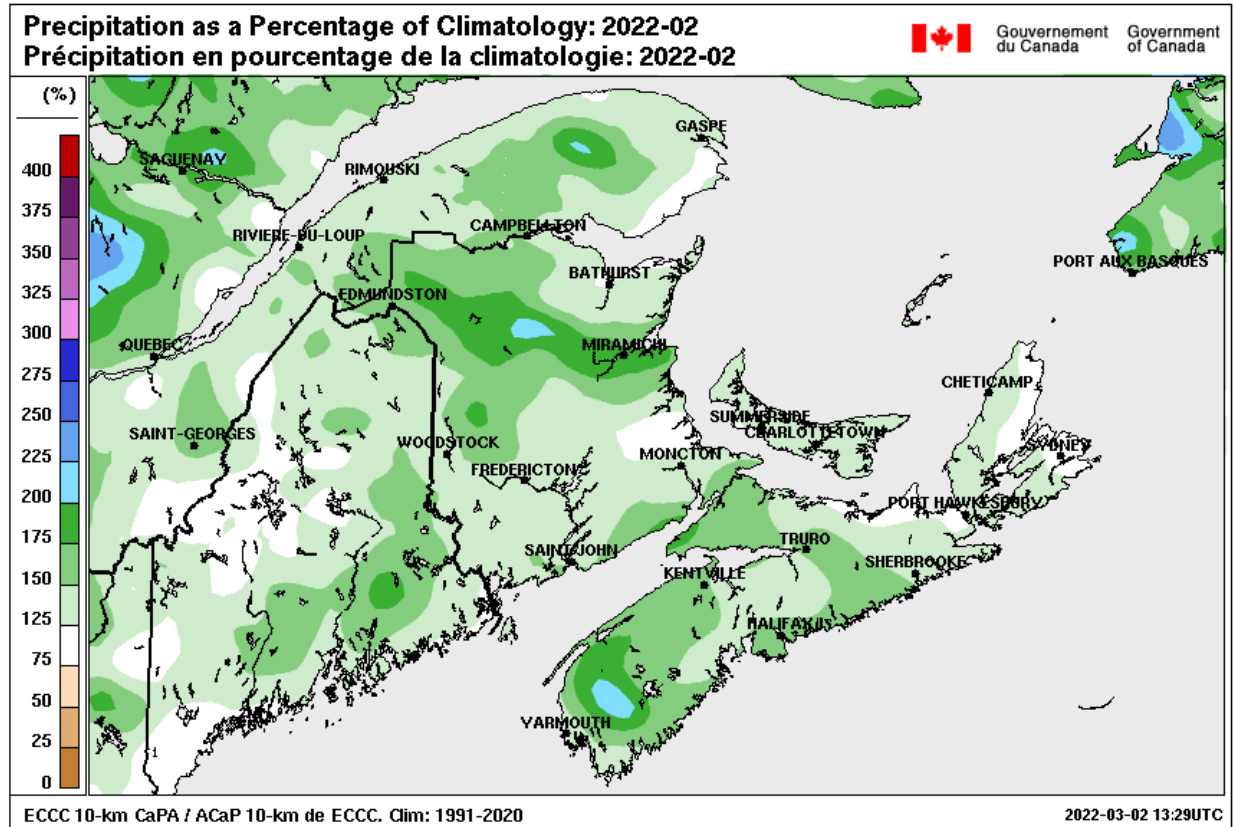 Precipitation as a Percentage of Climatology: 2022-02
Précipitation en pourcentage de la climatologie: 2022-02
Gouvernement du Canada
Government of Canada
(%)
400
375
350
325
300
275
250
225
200
175
150
125
75
50
25
0
GASPE
SAGUENAY
RIMOUSKI
CAMPBELLTON
RIVIERE-DU-LOUP
BATHURST
PORT AUX BASQUES
EDMUNDSTON
QUEBEC
MIRAMICHI
CHETICAMP
SUMMERSIDE
CHARLOTTETOWN
SAINT-GEORGES
WOODSTOCK
MONCTON
SYDNEY
FREDERICTON
PORT HAWKESBURY
TRURO
SAINT JOHN
SHERBROOKE
KENTVILLE
HALIFAX
YARMOUTH
ECCC 10-km CaPA / ACaP 10-km de ECCC. Clim: 1991-2020
2022-03-02 13:29UTC